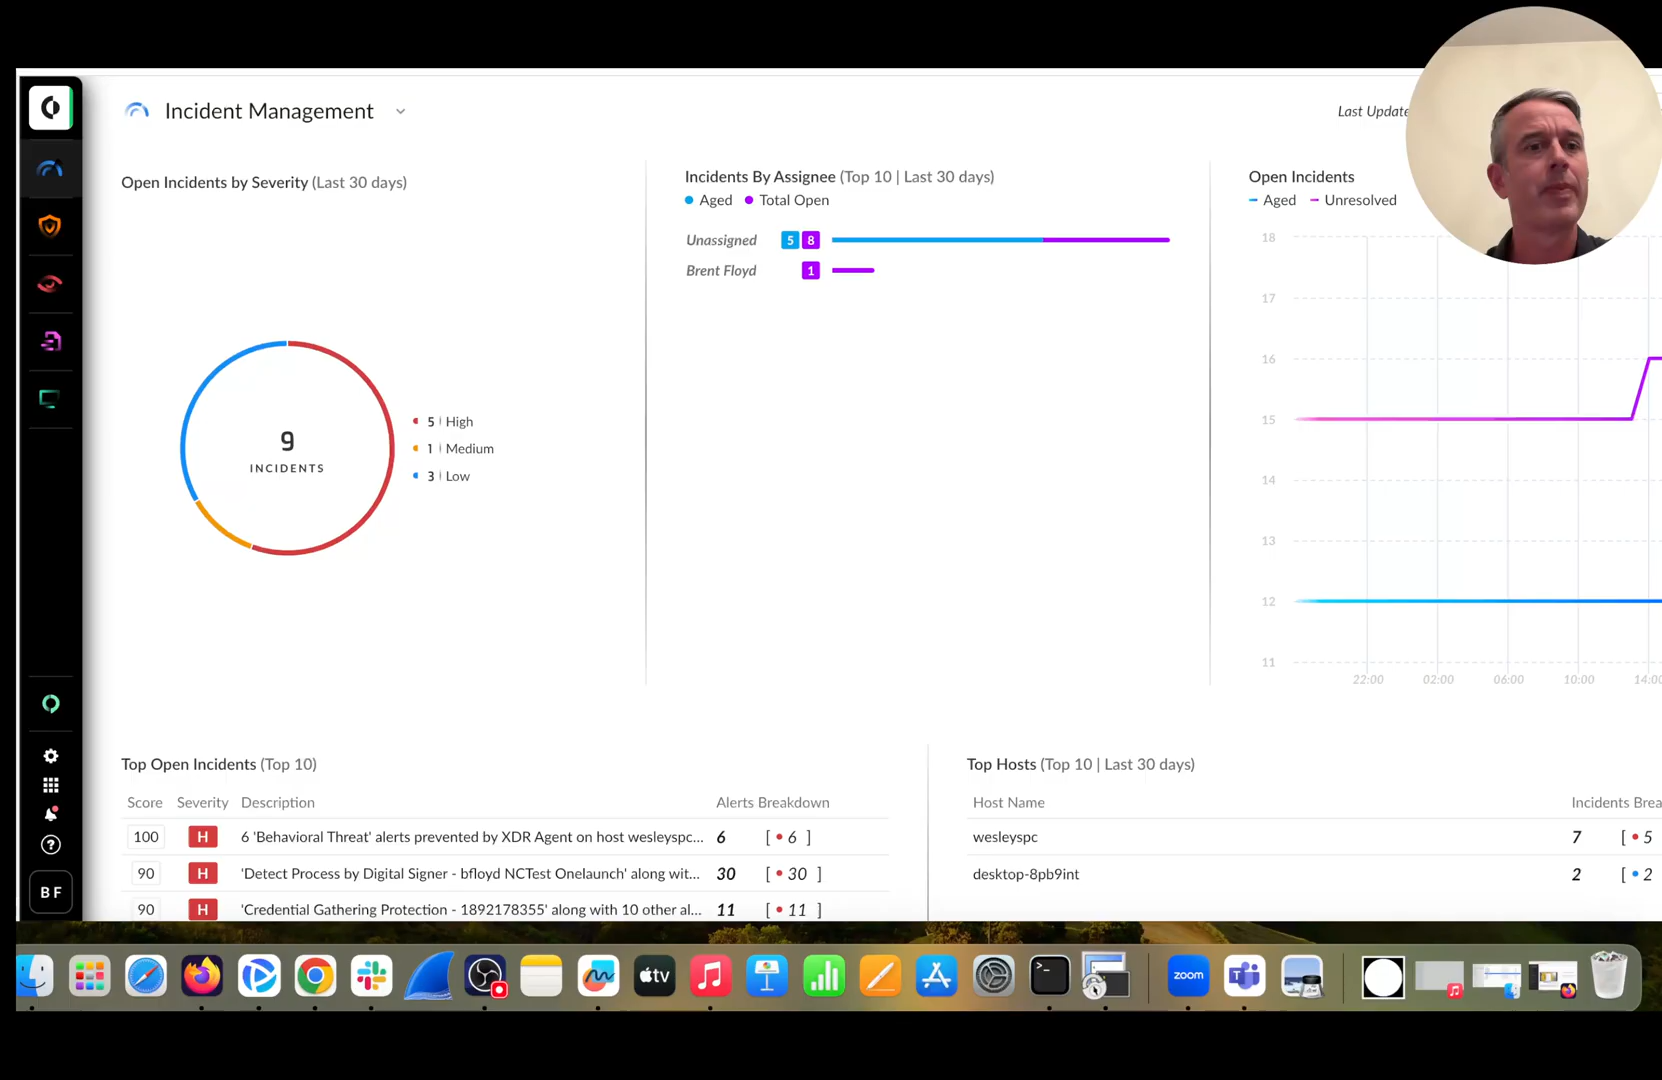 Incident Management
Last Update
Open Incidents by Severity (Last 30 days)
9
INCIDENTS
5 High
1 Medium
3 Low
Incidents By Assignee (Top 10 | Last 30 days)
Aged Total Open
Unassigned 5 8
Brent Floyd 1
Open Incidents
Aged Unresolved
18
17
16
15
14
13
12
11
22:00 02:00 06:00 10:00 14:00
Top Open Incidents (Top 10)
Score Severity Description Alerts Breakdown
100 H 6 'Behavioral Threat' alerts prevented by XDR Agent on host wesleyspc... 6 [ 6 ]
90 H 'Detect Process by Digital Signer - bfloyd NCTest Onelaunch' along wit... 30 [ 30 ]
90 H 'Credential Gathering Protection - 1892178355' along with 10 other al... 11 [ 11 ]
Top Hosts (Top 10 | Last 30 days)
Host Name Incidents Brea
wesleyspc 7 [ 5
desktop-8pb9int 2 [ 2
B F
tv
zoom